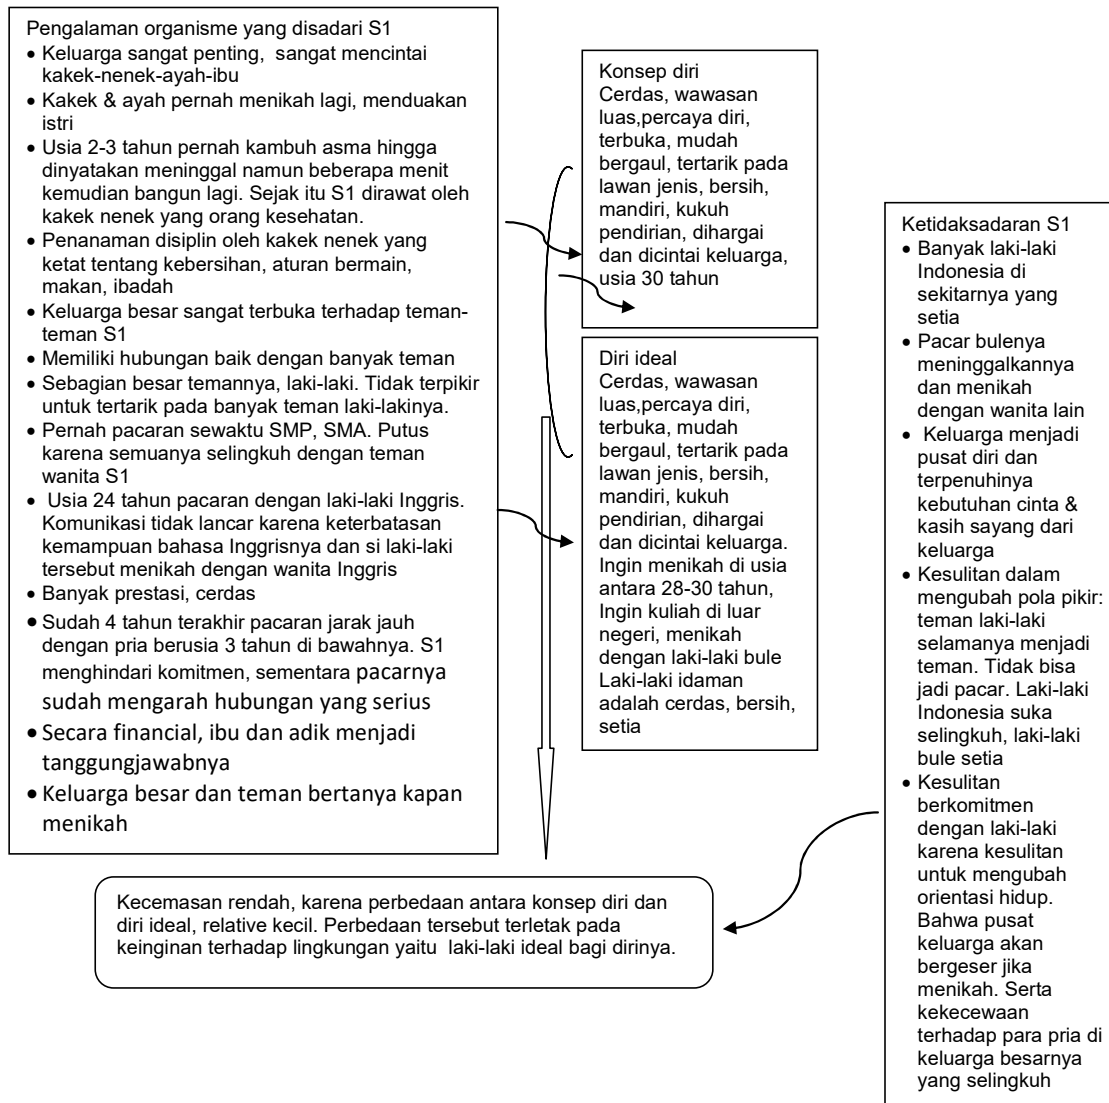 Pengalaman organisme yang disadari S1
• Keluarga sangat penting, sangat mencintai
kakek-nenek-ayah-ibu
• Kakek & ayah pernah menikah lagi, menduakan
istri
• Usia 2-3 tahun pernah kambuh asma hingga
dinyatakan meninggal namun beberapa menit
kemudian bangun lagi. Sejak itu S1 dirawat oleh
kakek nenek yang orang kesehatan.
• Penanaman disiplin oleh kakek nenek yang
ketat tentang kebersihan, aturan bermain,
makan, ibadah
• Keluarga besar sangat terbuka terhadap teman-
teman S1
• Memiliki hubungan baik dengan banyak teman
• Sebagian besar temannya, laki-laki. Tidak terpikir
untuk tertarik pada banyak teman laki-lakinya.
• Pernah pacaran sewaktu SMP, SMA. Putus
karena semuanya selingkuh dengan teman
wanita S1
• Usia 24 tahun pacaran dengan laki-laki Inggris.
Komunikasi tidak lancar karena keterbatasan
kemampuan bahasa Inggrisnya dan si laki-laki
tersebut menikah dengan wanita Inggris
• Banyak prestasi, cerdas
• Sudah 4 tahun terakhir pacaran jarak jauh
dengan pria berusia 3 tahun di bawahnya. S1
menghindari komitmen, sementara pacarnya
sudah mengarah hubungan yang serius
• Secara financial, ibu dan adik menjadi
tanggungjawabnya
• Keluarga besar dan teman bertanya kapan
menikah
Konsep diri
Cerdas, wawasan
luas,percaya diri,
terbuka, mudah
bergaul, tertarik pada
lawan jenis, bersih,
mandiri, kukuh
pendirian, dihargai
dan dicintai keluarga,
usia 30 tahun
Diri ideal
Cerdas, wawasan
luas,percaya diri,
terbuka, mudah
bergaul, tertarik pada
lawan jenis, bersih,
mandiri, kukuh
pendirian, dihargai
dan dicintai keluarga.
Ingin menikah di usia
antara 28-30 tahun,
Ingin kuliah di luar
negeri, menikah
dengan laki-laki bule
Laki-laki idaman
adalah cerdas, bersih,
setia
Ketidaksadaran S1
• Banyak laki-laki
Indonesia di
sekitarnya yang
setia
• Pacar bulenya
meninggalkannya
dan menikah
dengan wanita lain
• Keluarga menjadi
pusat diri dan
terpenuhinya
kebutuhan cinta &
kasih sayang dari
keluarga
• Kesulitan dalam
mengubah pola pikir:
teman laki-laki
selamanya menjadi
teman. Tidak bisa
jadi pacar. Laki-laki
Indonesia suka
selingkuh, laki-laki
bule setia
• Kesulitan
berkomitmen
dengan laki-laki
karena kesulitan
untuk mengubah
orientasi hidup.
Bahwa pusat
keluarga akan
bergeser jika
menikah. Serta
kekecewaan
terhadap para pria di
keluarga besarnya
yang selingkuh
Kecemasan rendah, karena perbedaan antara konsep diri dan
diri ideal, relative kecil. Perbedaan tersebut terletak pada
keinginan terhadap lingkungan yaitu laki-laki ideal bagi dirinya.